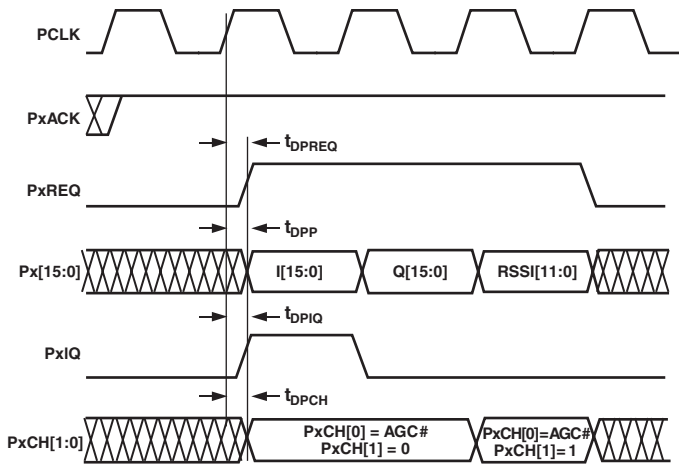 PCLK
PxACK
tDPREQ
PxREQ
tDPP
Px[15:0]
I[15:0]
Q[15:0]
RSSI[11:0]
tDPIQ
PxIQ
tDPCH
PxCH[1:0]
PxCH[0] = AGC#
PxCH[1] = 0
PxCH[0]=AGC#
PxCH[1]= 1